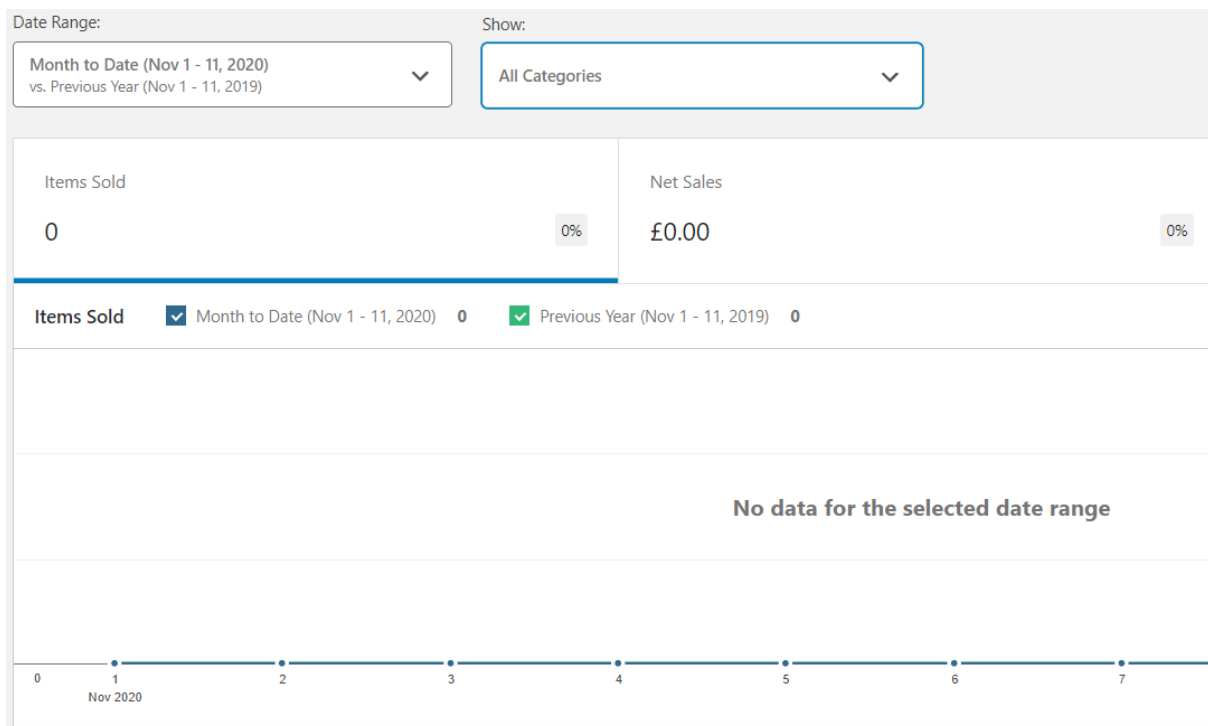 Date Range:
Show:
Month to Date (Nov 1 - 11, 2020)
vs. Previous Year (Nov 1 - 11, 2019)
All Categories
Items Sold
Net Sales
0
0%
£0.00
0%
Items Sold
Month to Date (Nov 1 - 11, 2020) 0
Previous Year (Nov 1 - 11, 2019) 0
No data for the selected date range
0 1 2 3 4 5 6 7
Nov 2020